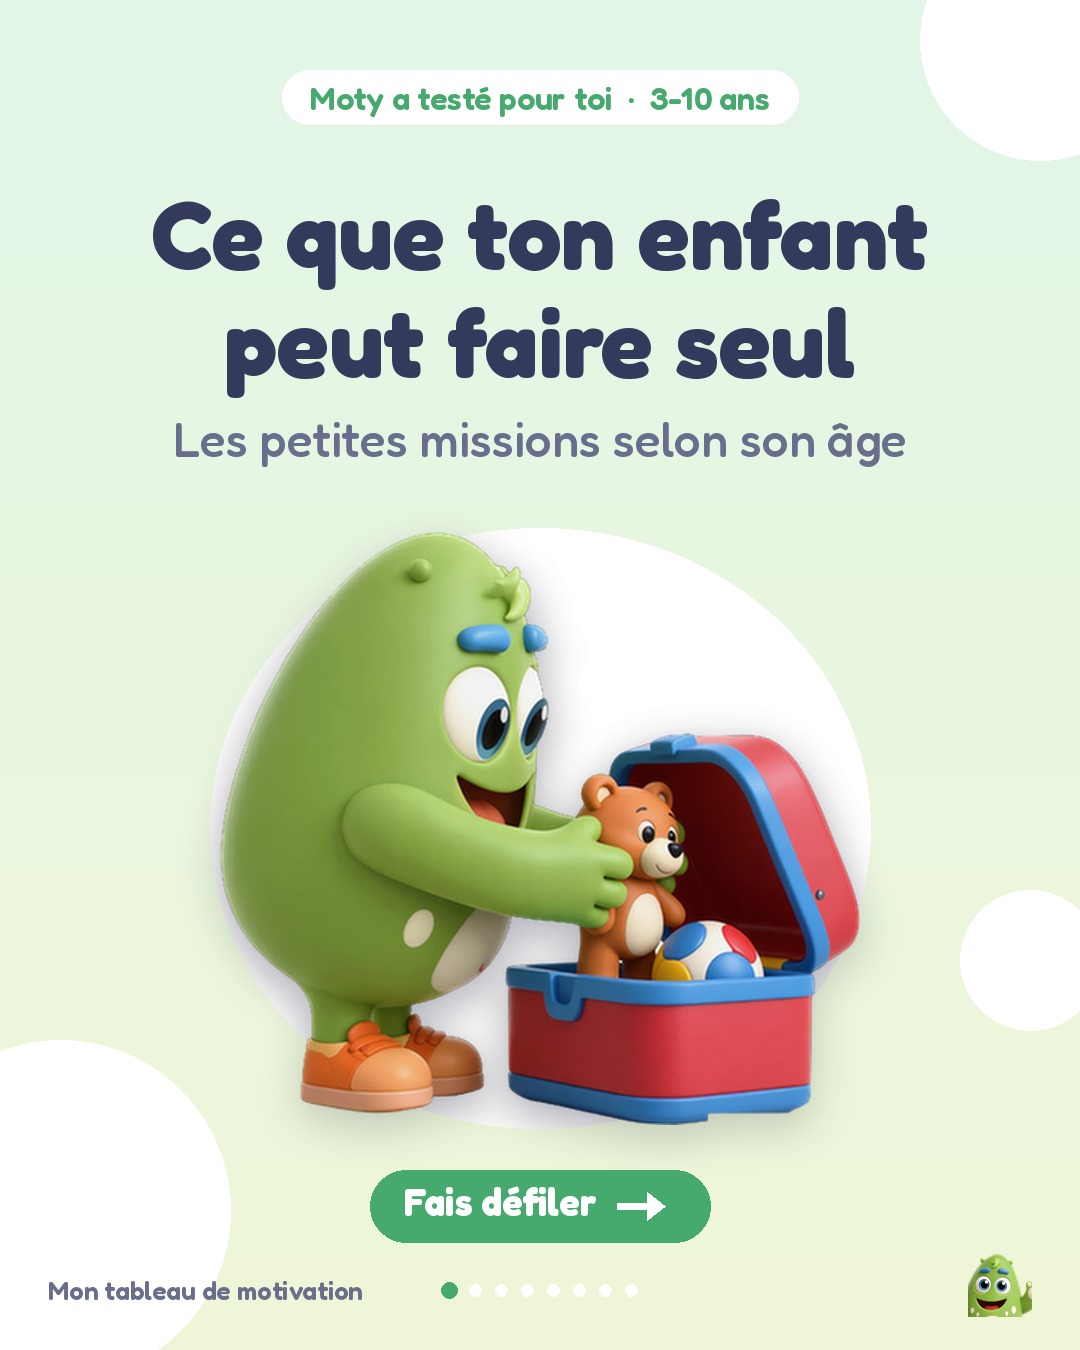 Moty a testé pour toi · 3-10 ans
Ce que ton enfant
peut faire seul
Les petites missions selon son âge
Fais défiler →
Mon tableau de motivation